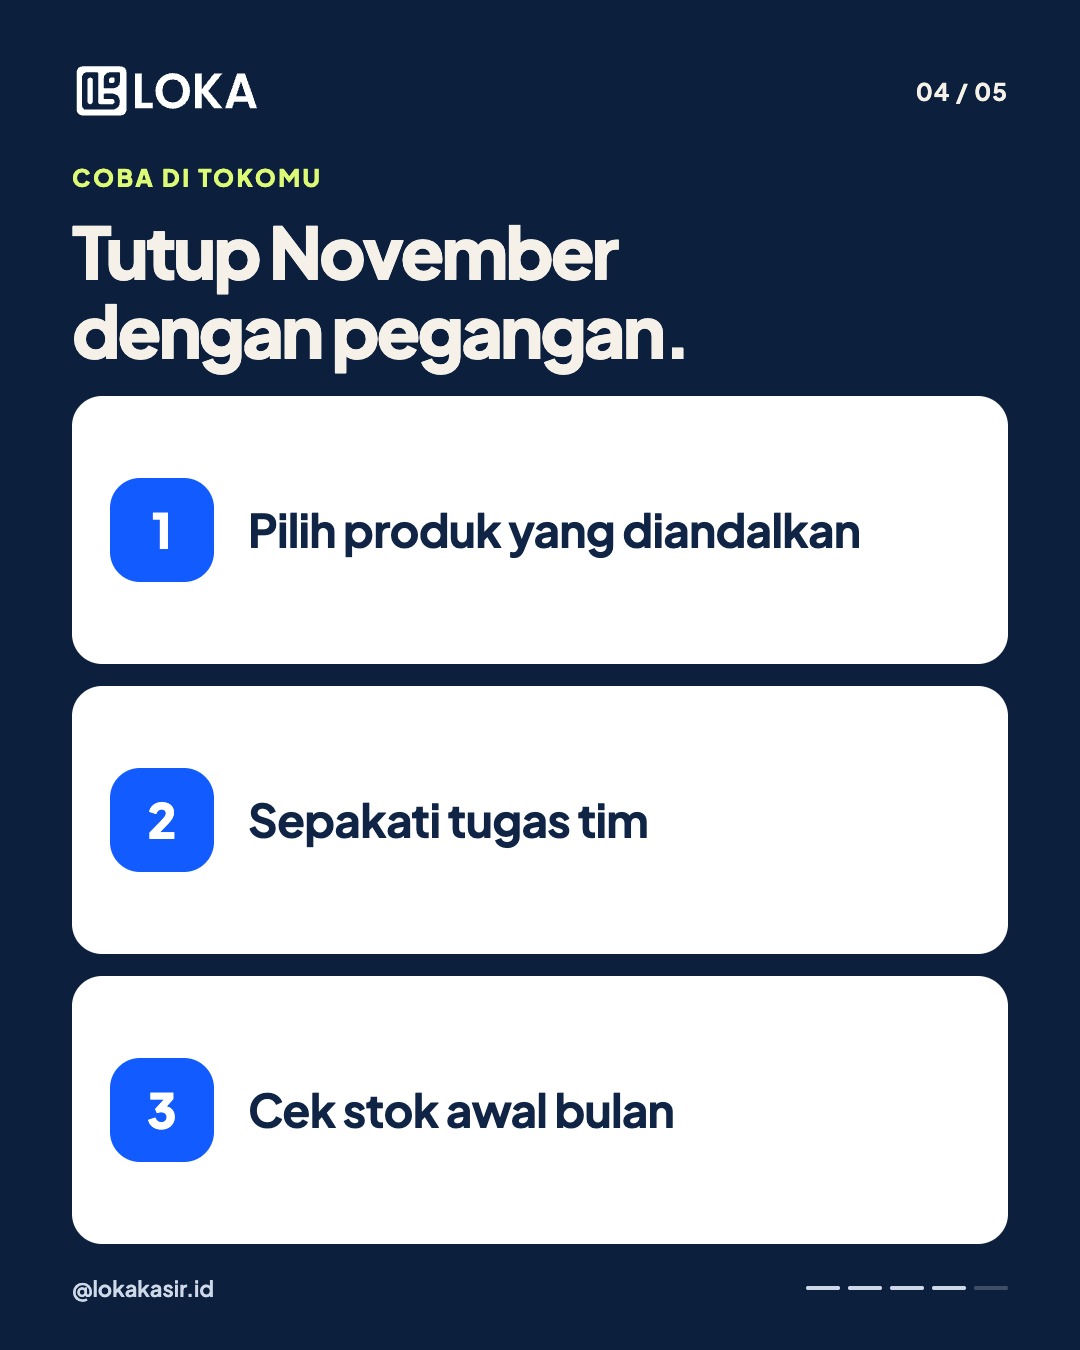 LOKA
04 / 05
COBA DI TOKOMU
Tutup November
dengan pegangan.
1
Pilih produk yang diandalkan
2
Sepakati tugas tim
3
Cek stok awal bulan
@lokakasir.id